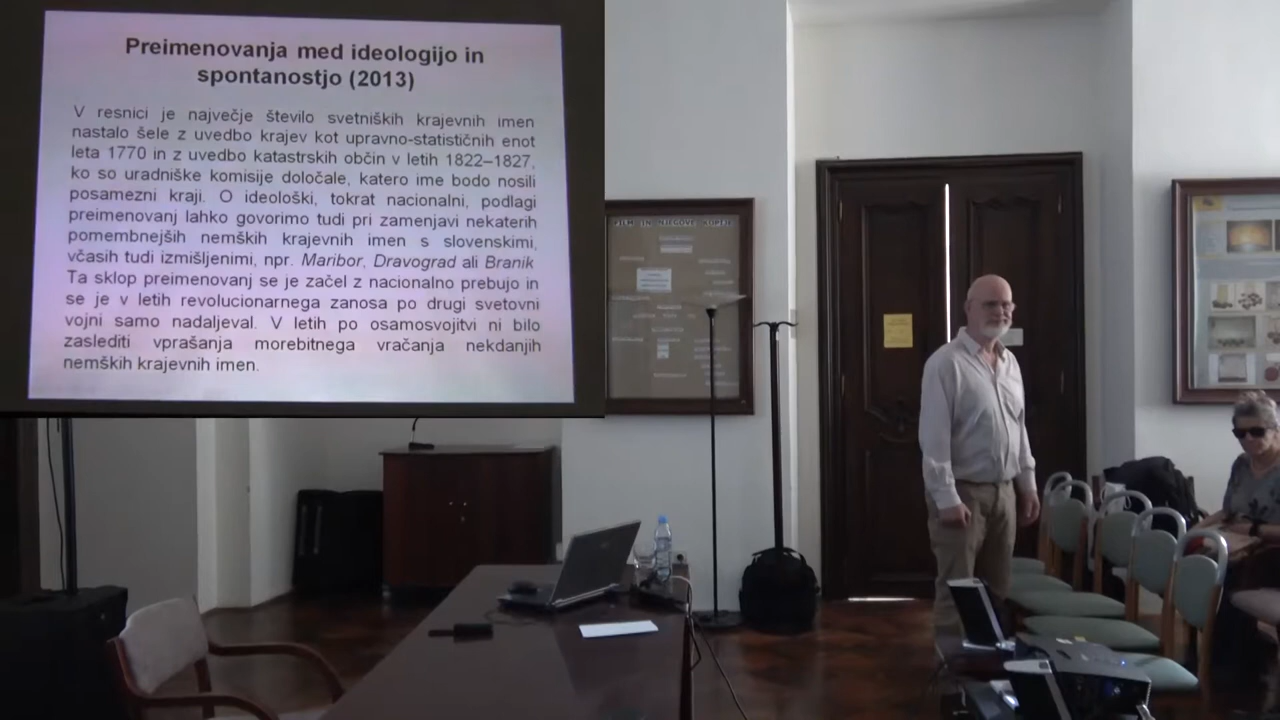 Preimenovanja med ideologijo in
spontanostjo (2013)
V resnici je največje število svetniških krajevnih imen
nastalo šele z uvedbo krajev kot upravno-statističnih enot
leta 1770 in z uvedbo katastrskih občin v letih 1822–1827,
ko so uradniške komisije določale, katero ime bodo nosili
posamezni kraji. O ideološki, tokrat nacionalni, podlagi
preimenovanj lahko govorimo tudi pri zamenjavi nekaterih
pomembnejših nemških krajevnih imen s slovenskimi,
včasih tudi izmišljenimi, npr. Maribor, Dravograd ali Branik
Ta sklop preimenovanj se je začel z nacionalno prebujo in
se je v letih revolucionarnega zanosa po drugi svetovni
vojni samo nadaljeval. V letih po osamosvojitvi ni bilo
zaslediti vprašanja morebitnega vračanja nekdanjih
nemških krajevnih imen.
FILM IN NJEGOVE KOPIJE